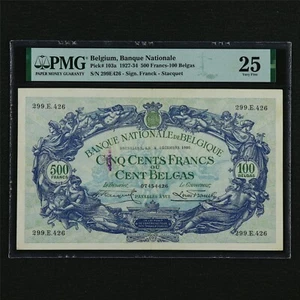 PMG
PAPER MONEY GUARANTY
Belgium, Banque Nationale
Pick# 103a 1927-34 500 Francs-100 Belgas
S/N 299E426 - Sign. Franck - Stacquet
25
Very Fine
299.E.426
299.E.426
BANQUE NATIONALE DE BELGIQUE
CINQ CENTS FRANCS
OU
CENT BELGAS
500
FRANCS
100
BELGAS
299.E.426
299.E.426